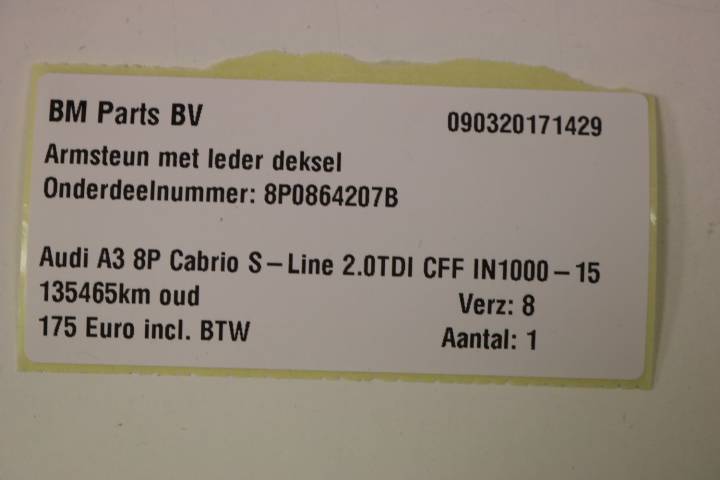 BM Parts BV 090320171429
Armsteun met leder deksel
Onderdeelnummer: 8P0864207B
Audi A3 8P Cabrio S-Line 2.0TDI CFF IN1000-15
135465km oud Verz: 8
175 Euro incl. BTW Aantal: 1